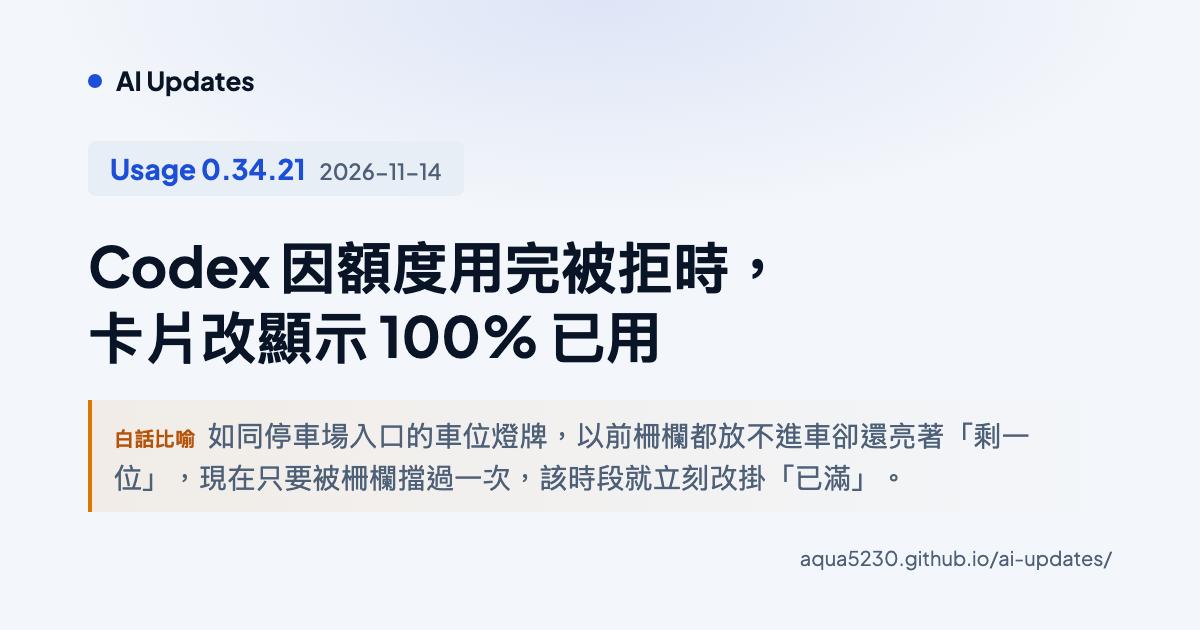 AI Updates
Usage 0.34.21 2026-11-14
Codex 因額度用完被拒時，
卡片改顯示 100% 已用
白話比喻 如同停車場入口的車位燈牌，以前柵欄都放不進車卻還亮著「剩一
位」，現在只要被柵欄擋過一次，該時段就立刻改掛「已滿」。
aqua5230.github.io/ai-updates/